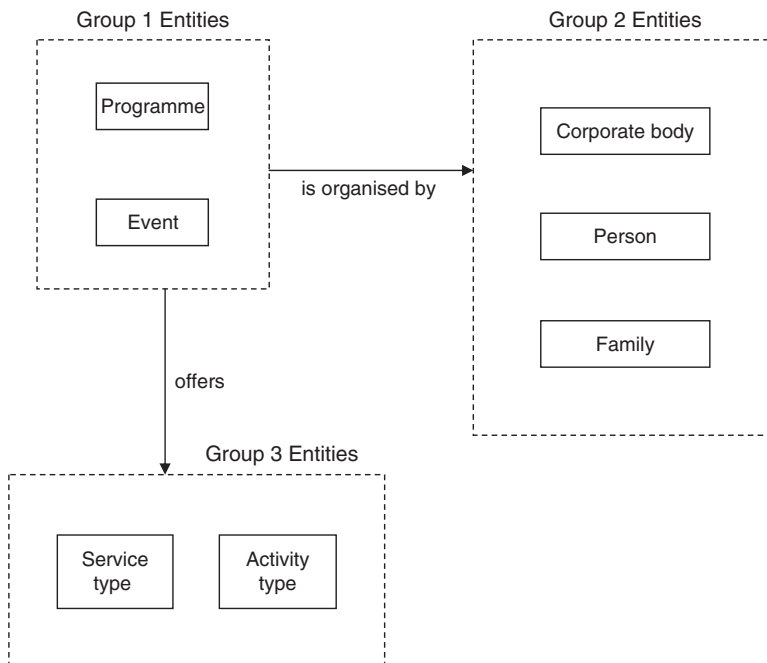 Group 1 Entities
Group 2 Entities
Programme
Corporate body
is organised by
Event
Person
Family
offers
Group 3 Entities
Service
type
Activity
type